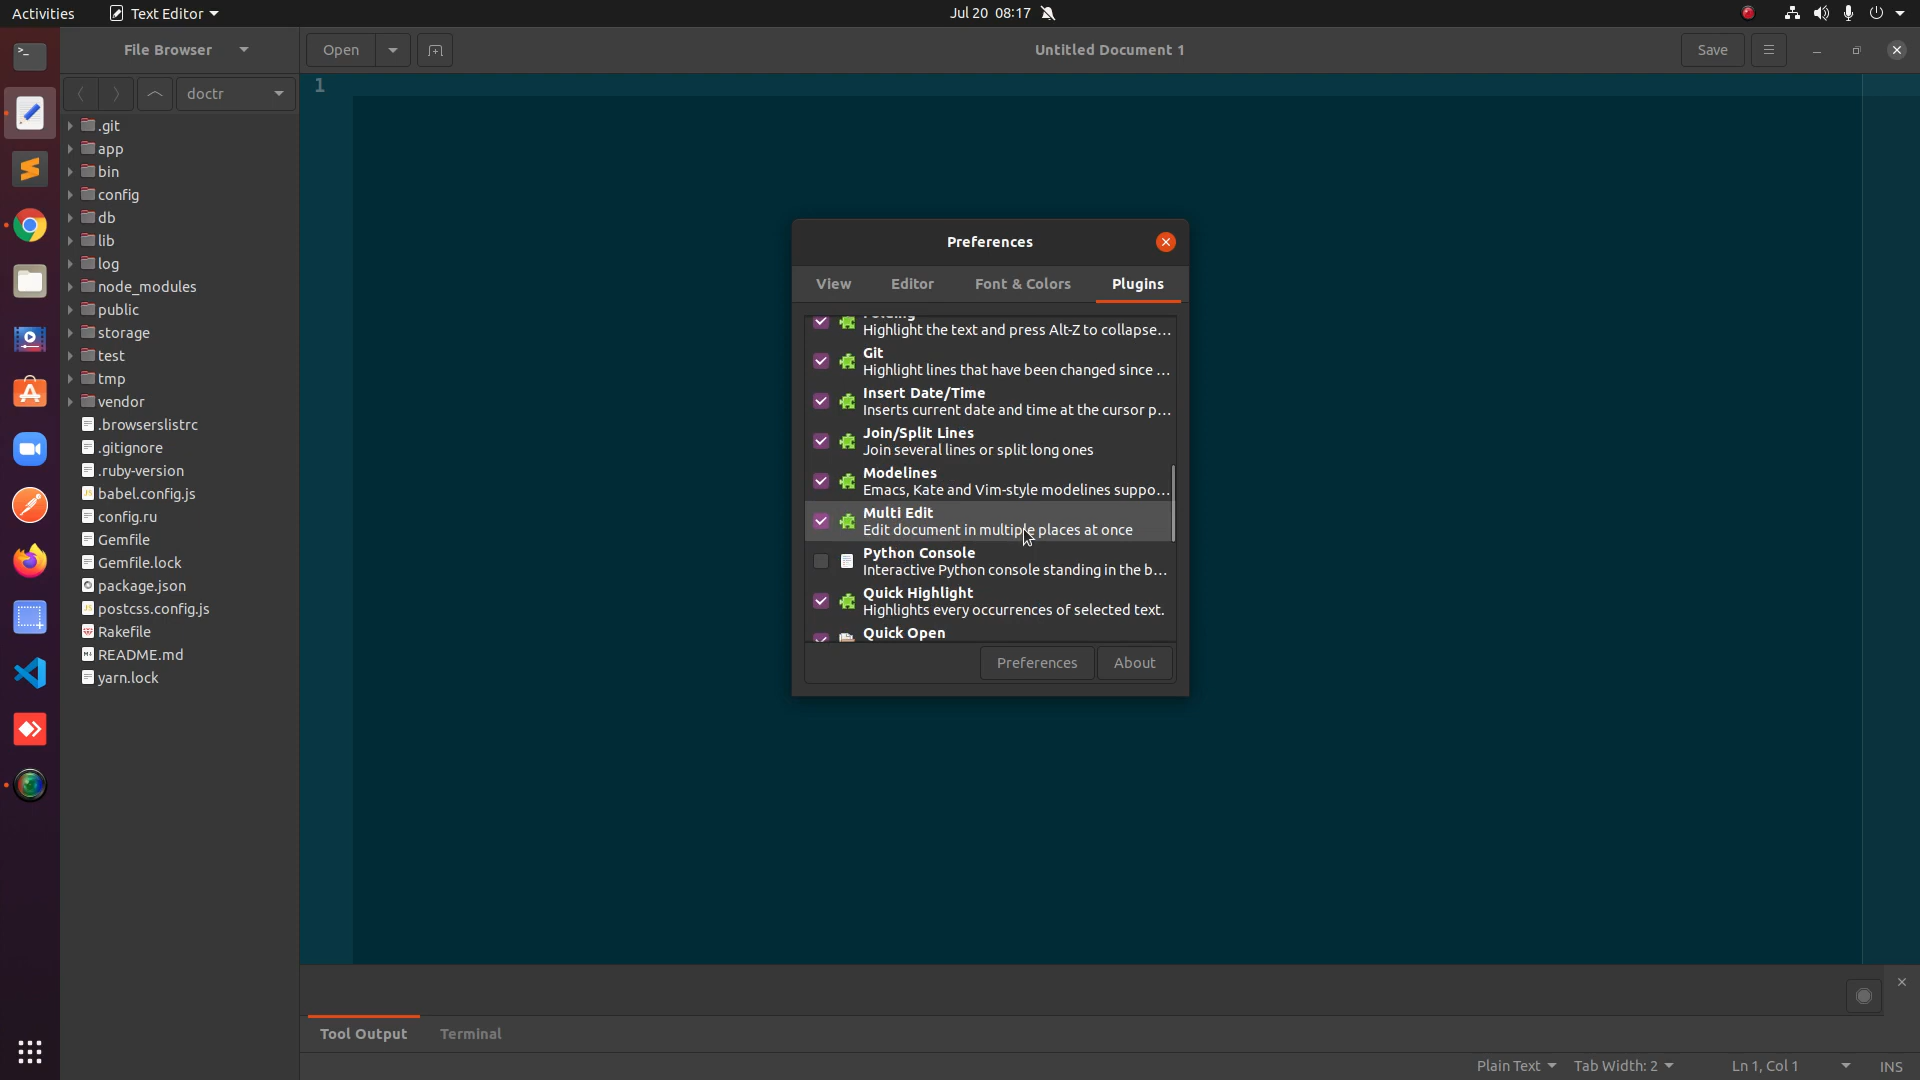 Activities
Text Editor
Jul 20 08:17
File Browser
Open
Untitled Document 1
Save
doctr
1
.git
app
bin
config
db
lib
log
node_modules
public
storage
test
tmp
vendor
.browserslistrc
.gitignore
.ruby-version
babel.config.js
config.ru
Gemfile
Gemfile.lock
package.json
postcss.config.js
Rakefile
README.md
yarn.lock
Preferences
View
Editor
Font & Colors
Plugins
Highlight the text and press Alt-Z to collapse...
Git
Highlight lines that have been changed since ...
Insert Date/Time
Inserts current date and time at the cursor p...
Join/Split Lines
Join several lines or split long ones
Modelines
Emacs, Kate and Vim-style modelines suppo...
Multi Edit
Edit document in multiple places at once
Python Console
Interactive Python console standing in the b...
Quick Highlight
Highlights every occurrences of selected text.
Quick Open
Preferences
About
Tool Output
Terminal
Plain Text
Tab Width: 2
Ln 1, Col 1
INS